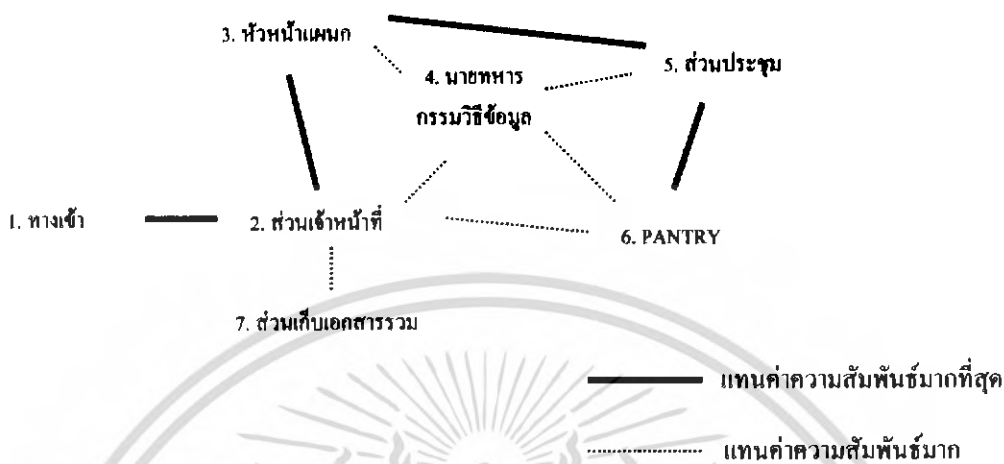 3. หัวหน้าแผนก
4. นายทหาร
กรรมวิธีข้อมูล
5. ส่วนประชุม
1. ทางเข้า
2. ส่วนเจ้าหน้าที่
6. PANTRY
7. ส่วนเก็บเอกสารรวม
แทนค่าความสัมพันธ์มากที่สุด
แทนค่าความสัมพันธ์มาก